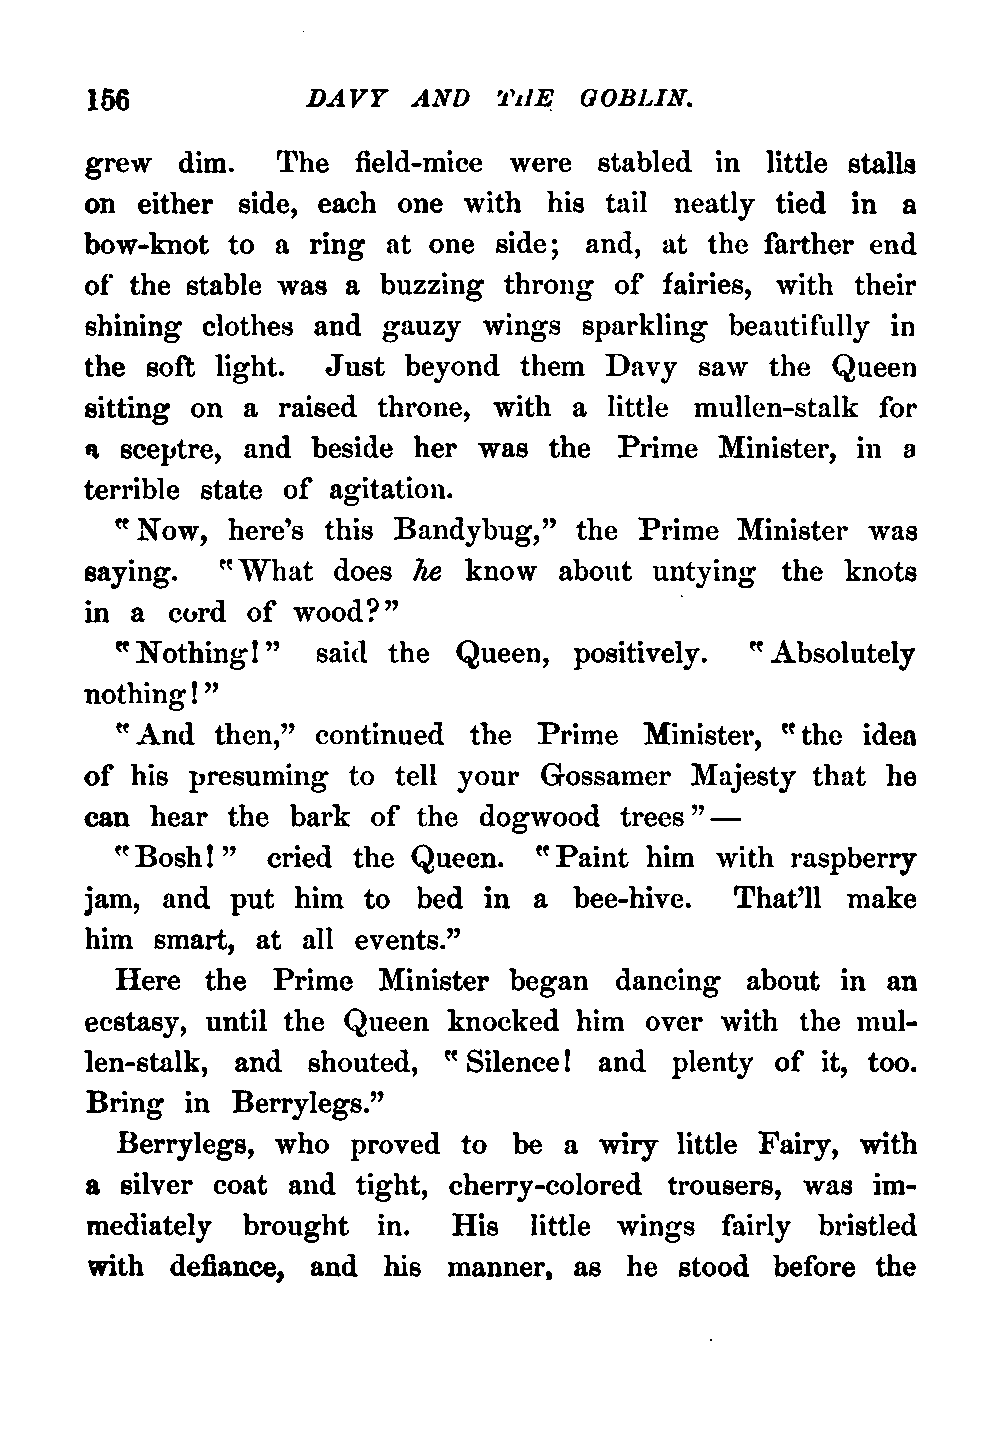 156 DAVY AND THE GOBLIN.
grew dim. The field-mice were stabled in little stalls
on either side, each one with his tail neatly tied in a
bow-knot to a ring at one side; and, at the farther end
of the stable was a buzzing throng of fairies, with their
shining clothes and gauzy wings sparkling beautifully in
the soft light. Just beyond them Davy saw the Queen
sitting on a raised throne, with a little mullen-stalk for
a sceptre, and beside her was the Prime Minister, in a
terrible state of agitation.
"Now, here's this Bandybug," the Prime Minister was
saying. "What does he know about untying the knots
in a cord of wood?"
"Nothing!" said the Queen, positively. "Absolutely
nothing!"
"And then," continued the Prime Minister, "the idea
of his presuming to tell your Gossamer Majesty that he
can hear the bark of the dogwood trees"—
"Bosh!" cried the Queen. "Paint him with raspberry
jam, and put him to bed in a bee-hive. That'll make
him smart, at all events."
Here the Prime Minister began dancing about in an
ecstasy, until the Queen knocked him over with the mul-
len-stalk, and shouted, "Silence! and plenty of it, too.
Bring in Berrylegs."
Berrylegs, who proved to be a wiry little Fairy, with
a silver coat and tight, cherry-colored trousers, was im-
mediately brought in. His little wings fairly bristled
with defiance, and his manner, as he stood before the